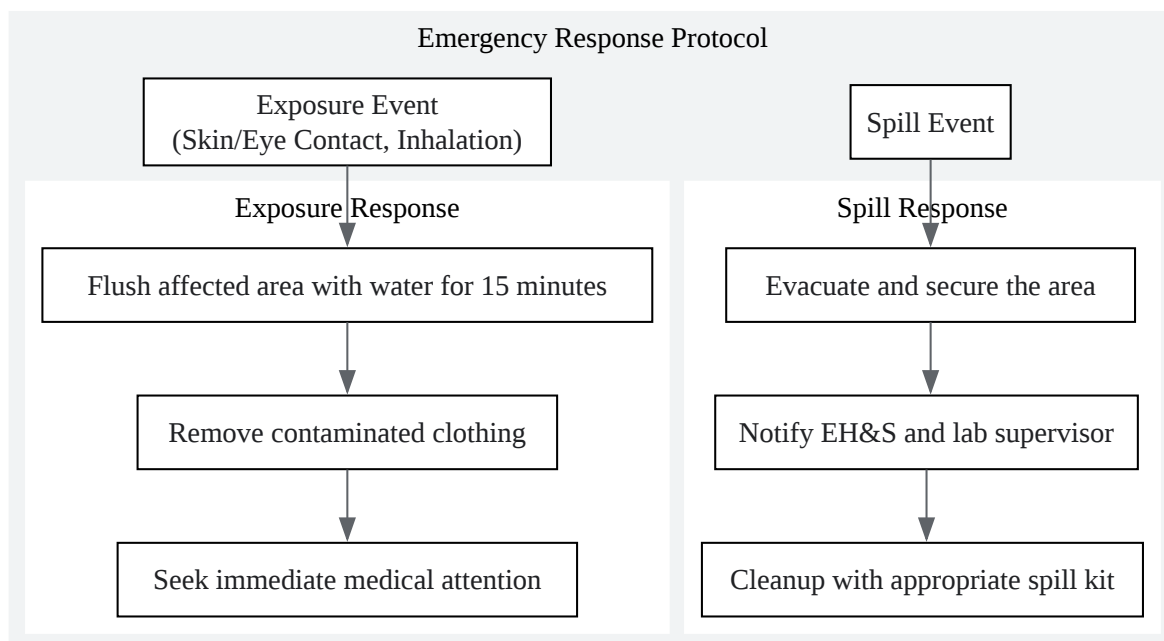 Emergency Response Protocol
Exposure Event
(Skin/Eye Contact, Inhalation)
Spill Event
Exposure Response
Flush affected area with water for 15 minutes
Remove contaminated clothing
Seek immediate medical attention
Spill Response
Evacuate and secure the area
Notify EH&S and lab supervisor
Cleanup with appropriate spill kit